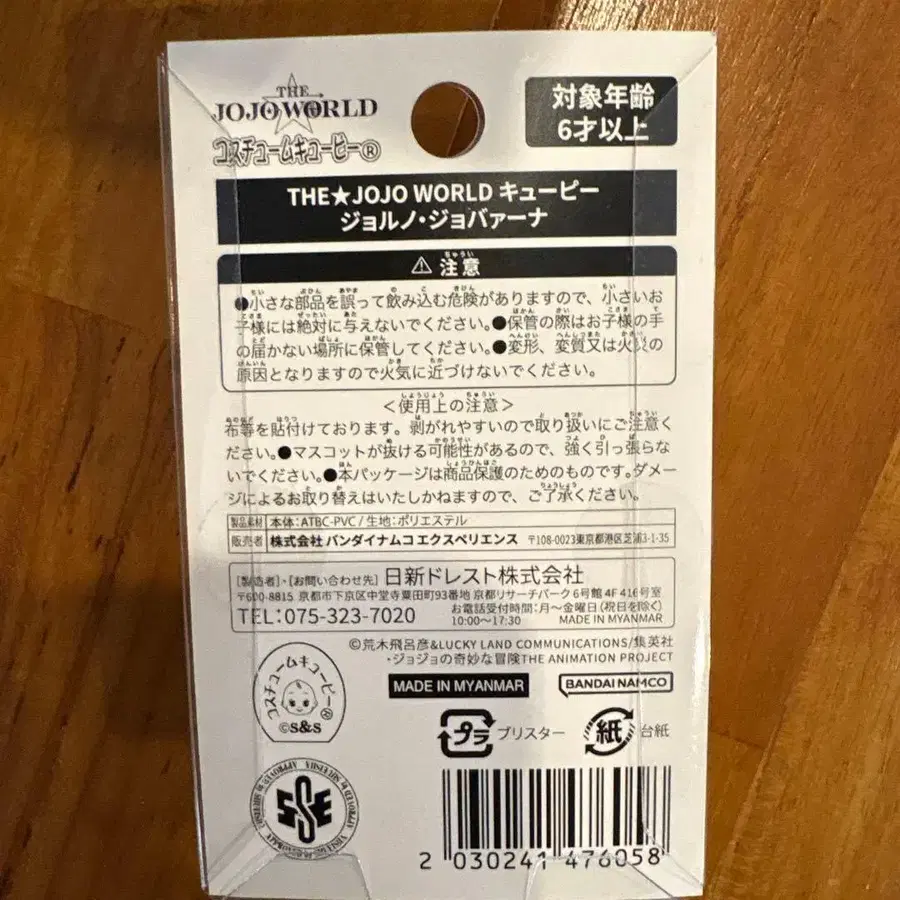 THE
JOJO WORLD
コスチュームキューピー®
対象年齢
6才以上
THE★JOJO WORLD キューピー
ジョルノ・ジョバァーナ
⚠注意
●小さな部品を誤って飲み込む危険がありますので、小さいお
子様には絶対に与えないでください。●保管の際はお子様の手
の届かない場所に保管してください。●変形、変質又は火災の
原因となりますので火気に近づけないでください。
＜使用上の注意＞
布等を貼付けております。剥がれやすいので取り扱いにご注意く
ださい。●マスコットが抜ける可能性があるので、強く引っ張らな
いでください。●本パッケージは商品保護のためのものです。ダメー
ジによるお取り替えはいたしかねますので、ご了承ください。
製品素材 本体：ATBC-PVC / 生地：ポリエステル
販売者 株式会社 バンダイナムコエクスペリエンス 〒108-0023東京都港区芝浦3-1-35
[製造者]・[お問い合わせ先] 日新ドレスト株式会社
〒600-8815 京都市下京区中堂寺粟田町93番地 京都リサーチパーク6号館 4F 416号室
TEL：075-323-7020 お電話受付時間：月〜金曜日(祝日を除く)
10:00〜17:30 MADE IN MYANMAR
©荒木飛呂彦&LUCKY LAND COMMUNICATIONS/集英社
・ジョジョの奇妙な冒険THE ANIMATION PROJECT
コスチュームキューピー®
©S&S
MADE IN MYANMAR
BANDAI NAMCO
プラ ブリスター
紙 台紙
SSE
2 030241 476058